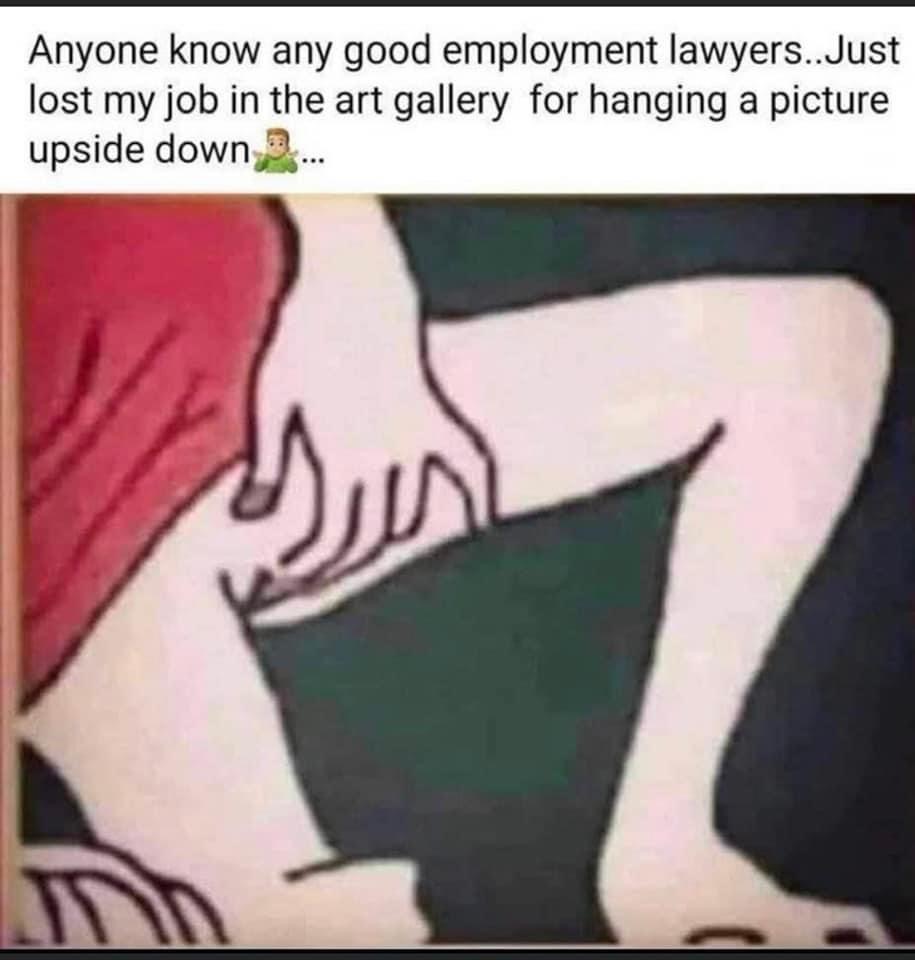 Anyone know any good employment lawyers..Just
lost my job in the art gallery for hanging a picture
upside down🤷🏼‍♂️...